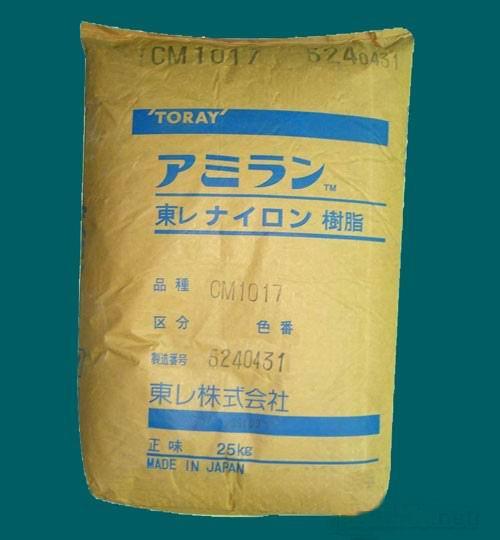 CM1017 5240431
'TORAY'
アミラン™
東レ ナイロン 樹脂
品種 CM1017
区分 色番
製造番号 5240431
東レ株式会社
正味 25kg
MADE IN JAPAN